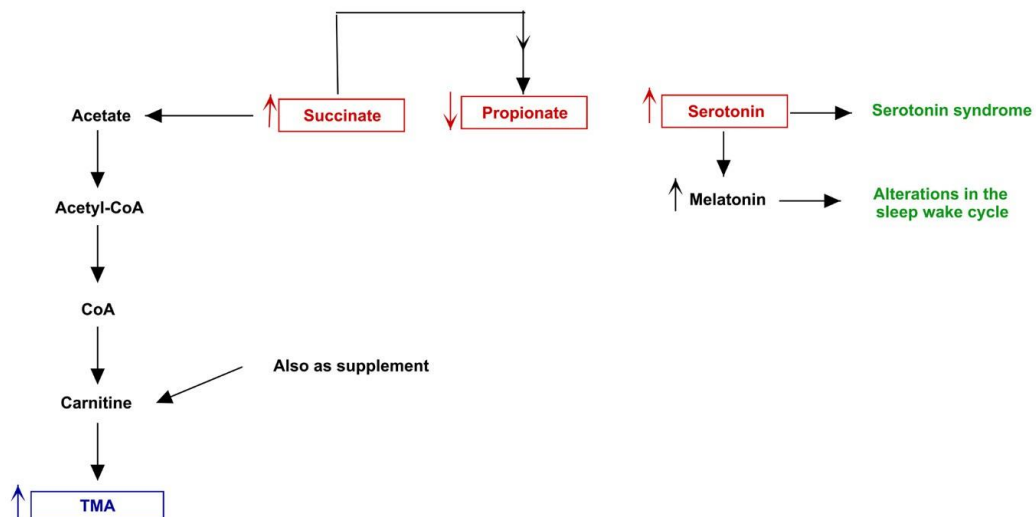 Acetate
Succinate
Propionate
Serotonin
Serotonin syndrome
Acetyl-CoA
Melatonin
Alterations in the
sleep wake cycle
CoA
Also as supplement
Carnitine
TMA